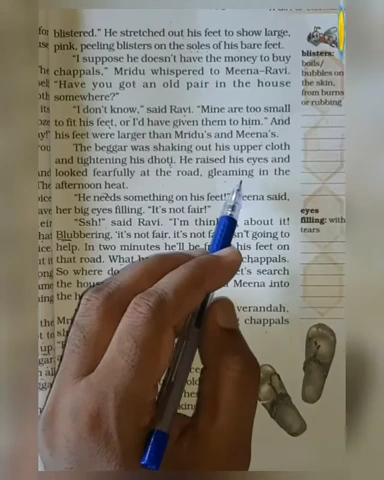 blistered." He stretched out his feet to show large,
pink, peeling blisters on the soles of his bare feet.
"I suppose he doesn't have the money to buy
chappals," Mridu whispered to Meena–Ravi.
"Have you got an old pair in the house
somewhere?"
"I don't know," said Ravi. "Mine are too small
to fit his feet, or I'd have given them to him." And
his feet were larger than Mridu's and Meena's.
The beggar was shaking out his upper cloth
and tightening his dhoti. He raised his eyes and
looked fearfully at the road, gleaming in the
afternoon heat.
"He needs something on his feet!" Meena said,
her big eyes filling. "It's not fair!"
"Ssh!" said Ravi. "I'm about it!
Blubbering, 'it's not fair, it's not going to
help. In two minutes he'll be his feet on
that road. chappals.
So where search
the Meena into
the
verandah,
chappals
blisters:
boils/
bubbles on
the skin,
from burns
or rubbing
eyes
filling: with
tears